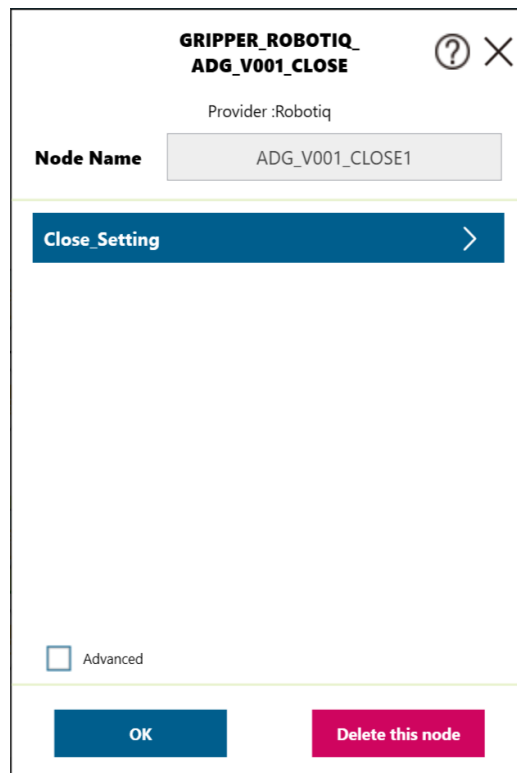 GRIPPER_ROBOTIQ_
ADG_V001_CLOSE
?
Provider :Robotiq
Node Name
ADG_V001_CLOSE1
Close_Setting
Advanced
OK
Delete this node